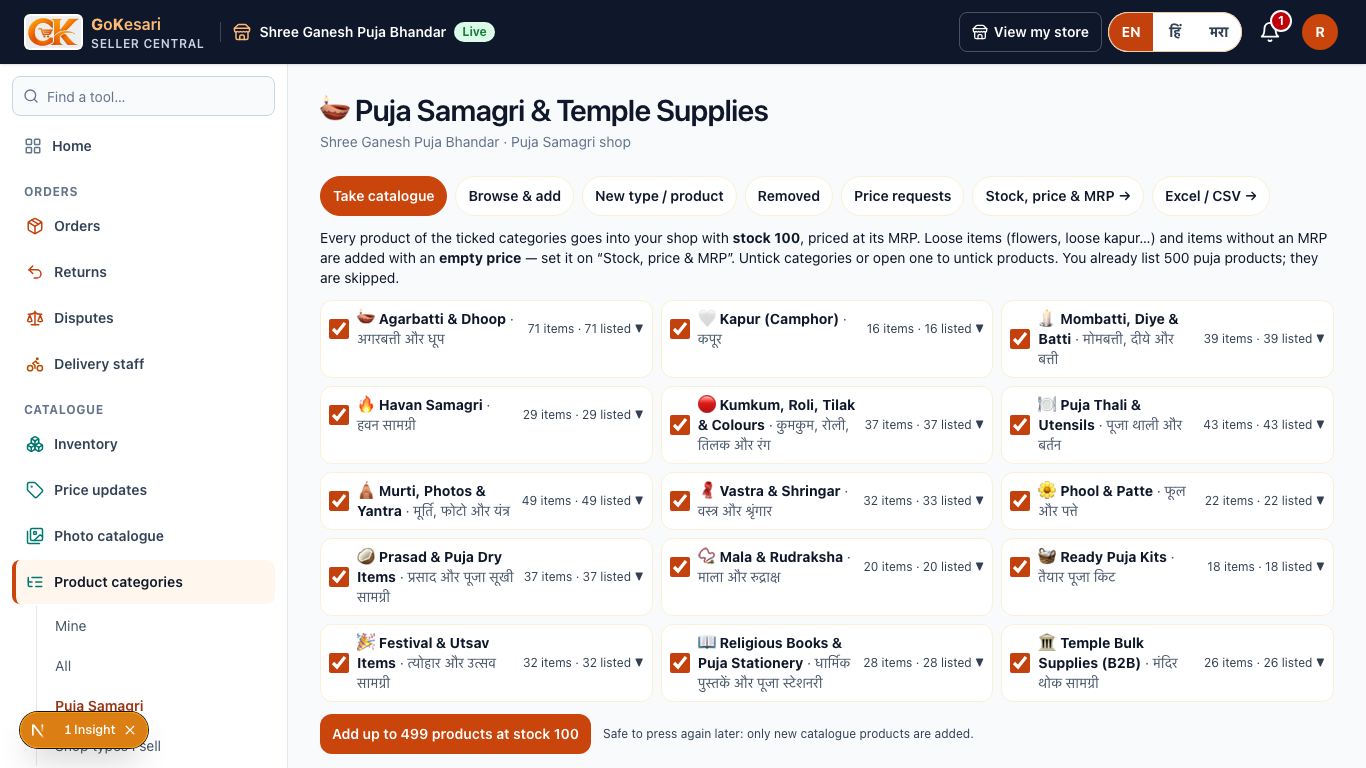 GK GoKesari
SELLER CENTRAL
Shree Ganesh Puja Bhandar Live
View my store
EN हिं मरा
1
R
Find a tool...
Home
ORDERS
Orders
Returns
Disputes
Delivery staff
CATALOGUE
Inventory
Price updates
Photo catalogue
Product categories
Mine
All
Puja Samagri
N 1 Insight
Puja Samagri & Temple Supplies
Shree Ganesh Puja Bhandar · Puja Samagri shop
Take catalogue Browse & add New type / product Removed Price requests Stock, price & MRP → Excel / CSV →
Every product of the ticked categories goes into your shop with stock 100, priced at its MRP. Loose items (flowers, loose kapur…) and items without an MRP
are added with an empty price — set it on “Stock, price & MRP”. Untick categories or open one to untick products. You already list 500 puja products; they
are skipped.
Agarbatti & Dhoop ·
अगरबत्ती और धूप
71 items · 71 listed ▼
Kapur (Camphor) ·
कपूर
16 items · 16 listed ▼
Mombatti, Diye &
Batti · मोमबत्ती, दीये और
बत्ती
39 items · 39 listed ▼
Havan Samagri ·
हवन सामग्री
29 items · 29 listed ▼
Kumkum, Roli, Tilak
& Colours · कुमकुम, रोली,
तिलक और रंग
37 items · 37 listed ▼
Puja Thali &
Utensils · पूजा थाली और
बर्तन
43 items · 43 listed ▼
Murti, Photos &
Yantra · मूर्ति, फोटो और यंत्र
49 items · 49 listed ▼
Vastra & Shringar ·
वस्त्र और श्रृंगार
32 items · 33 listed ▼
Phool & Patte · फूल
और पत्ते
22 items · 22 listed ▼
Prasad & Puja Dry
Items · प्रसाद और पूजा सूखी
सामग्री
37 items · 37 listed ▼
Mala & Rudraksha ·
माला और रुद्राक्ष
20 items · 20 listed ▼
Ready Puja Kits ·
तैयार पूजा किट
18 items · 18 listed ▼
Festival & Utsav
Items · त्योहार और उत्सव
सामग्री
32 items · 32 listed ▼
Religious Books &
Puja Stationery · धार्मिक
पुस्तकें और पूजा स्टेशनरी
28 items · 28 listed ▼
Temple Bulk
Supplies (B2B) · मंदिर
थोक सामग्री
26 items · 26 listed ▼
Add up to 499 products at stock 100
Safe to press again later: only new catalogue products are added.